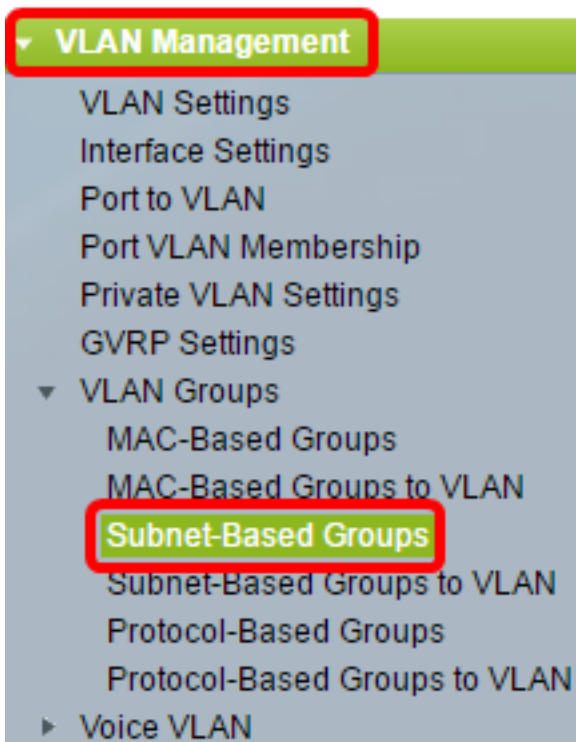 VLAN Management
VLAN Settings
Interface Settings
Port to VLAN
Port VLAN Membership
Private VLAN Settings
GVRP Settings
VLAN Groups
MAC-Based Groups
MAC-Based Groups to VLAN
Subnet-Based Groups
Subnet-Based Groups to VLAN
Protocol-Based Groups
Protocol-Based Groups to VLAN
Voice VLAN